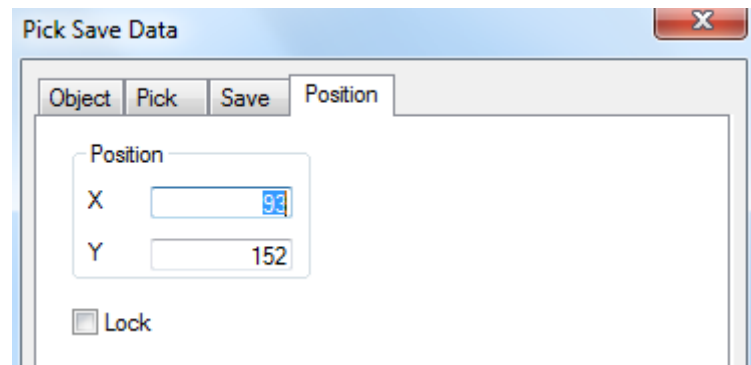 Pick Save Data
Object Pick Save Position
Position
X 93
Y 152
Lock